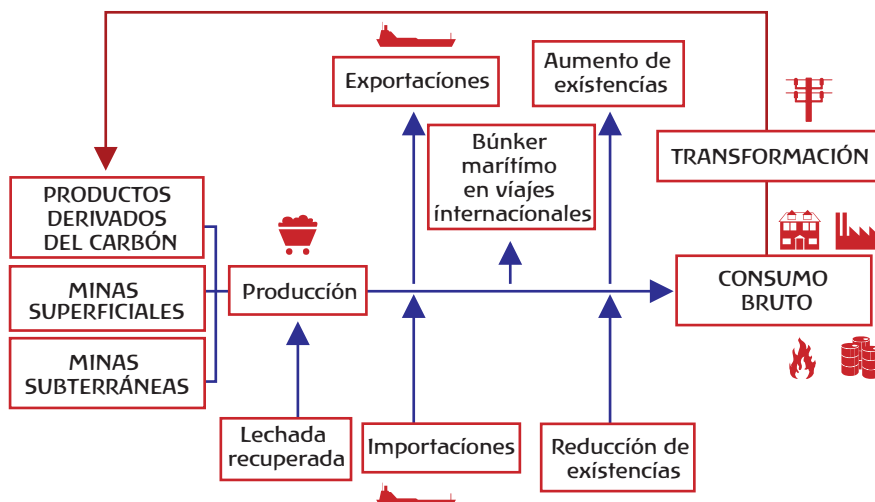 Exportaciones
Aumento de
existencias
Búnker
marítimo
en viajes
internacionales
TRANSFORMACIÓN
PRODUCTOS
DERIVADOS
DEL CARBÓN
MINAS
SUPERFICIALES
MINAS
SUBTERRÁNEAS
Producción
CONSUMO
BRUTO
Lechada
recuperada
Importaciones
Reducción de
existencias